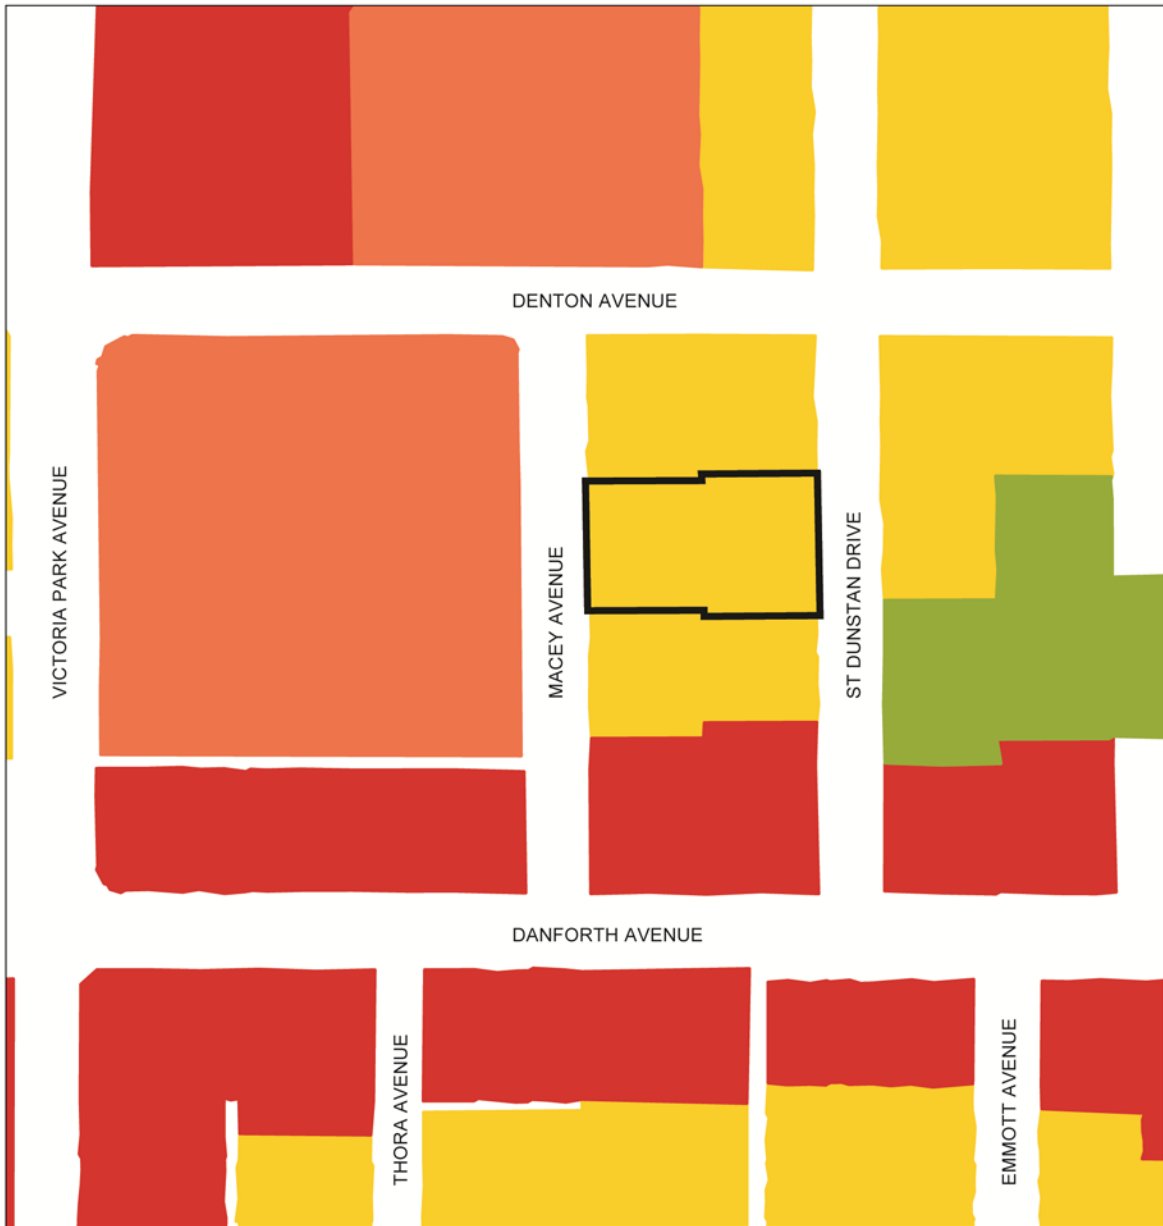 DENTON AVENUE
VICTORIA PARK AVENUE
MACEY AVENUE
ST DUNSTAN DRIVE
DANFORTH AVENUE
THORA AVENUE
EMMOTT AVENUE